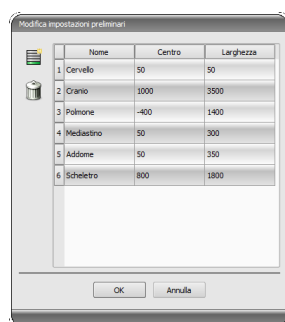 Modifica impostazioni preliminari
Nome Centro Larghezza
1 Cervello 50 50
2 Cranio 1000 3500
3 Polmone -400 1400
4 Mediastino 50 300
5 Addome 50 350
6 Scheletro 800 1800
OK Annulla